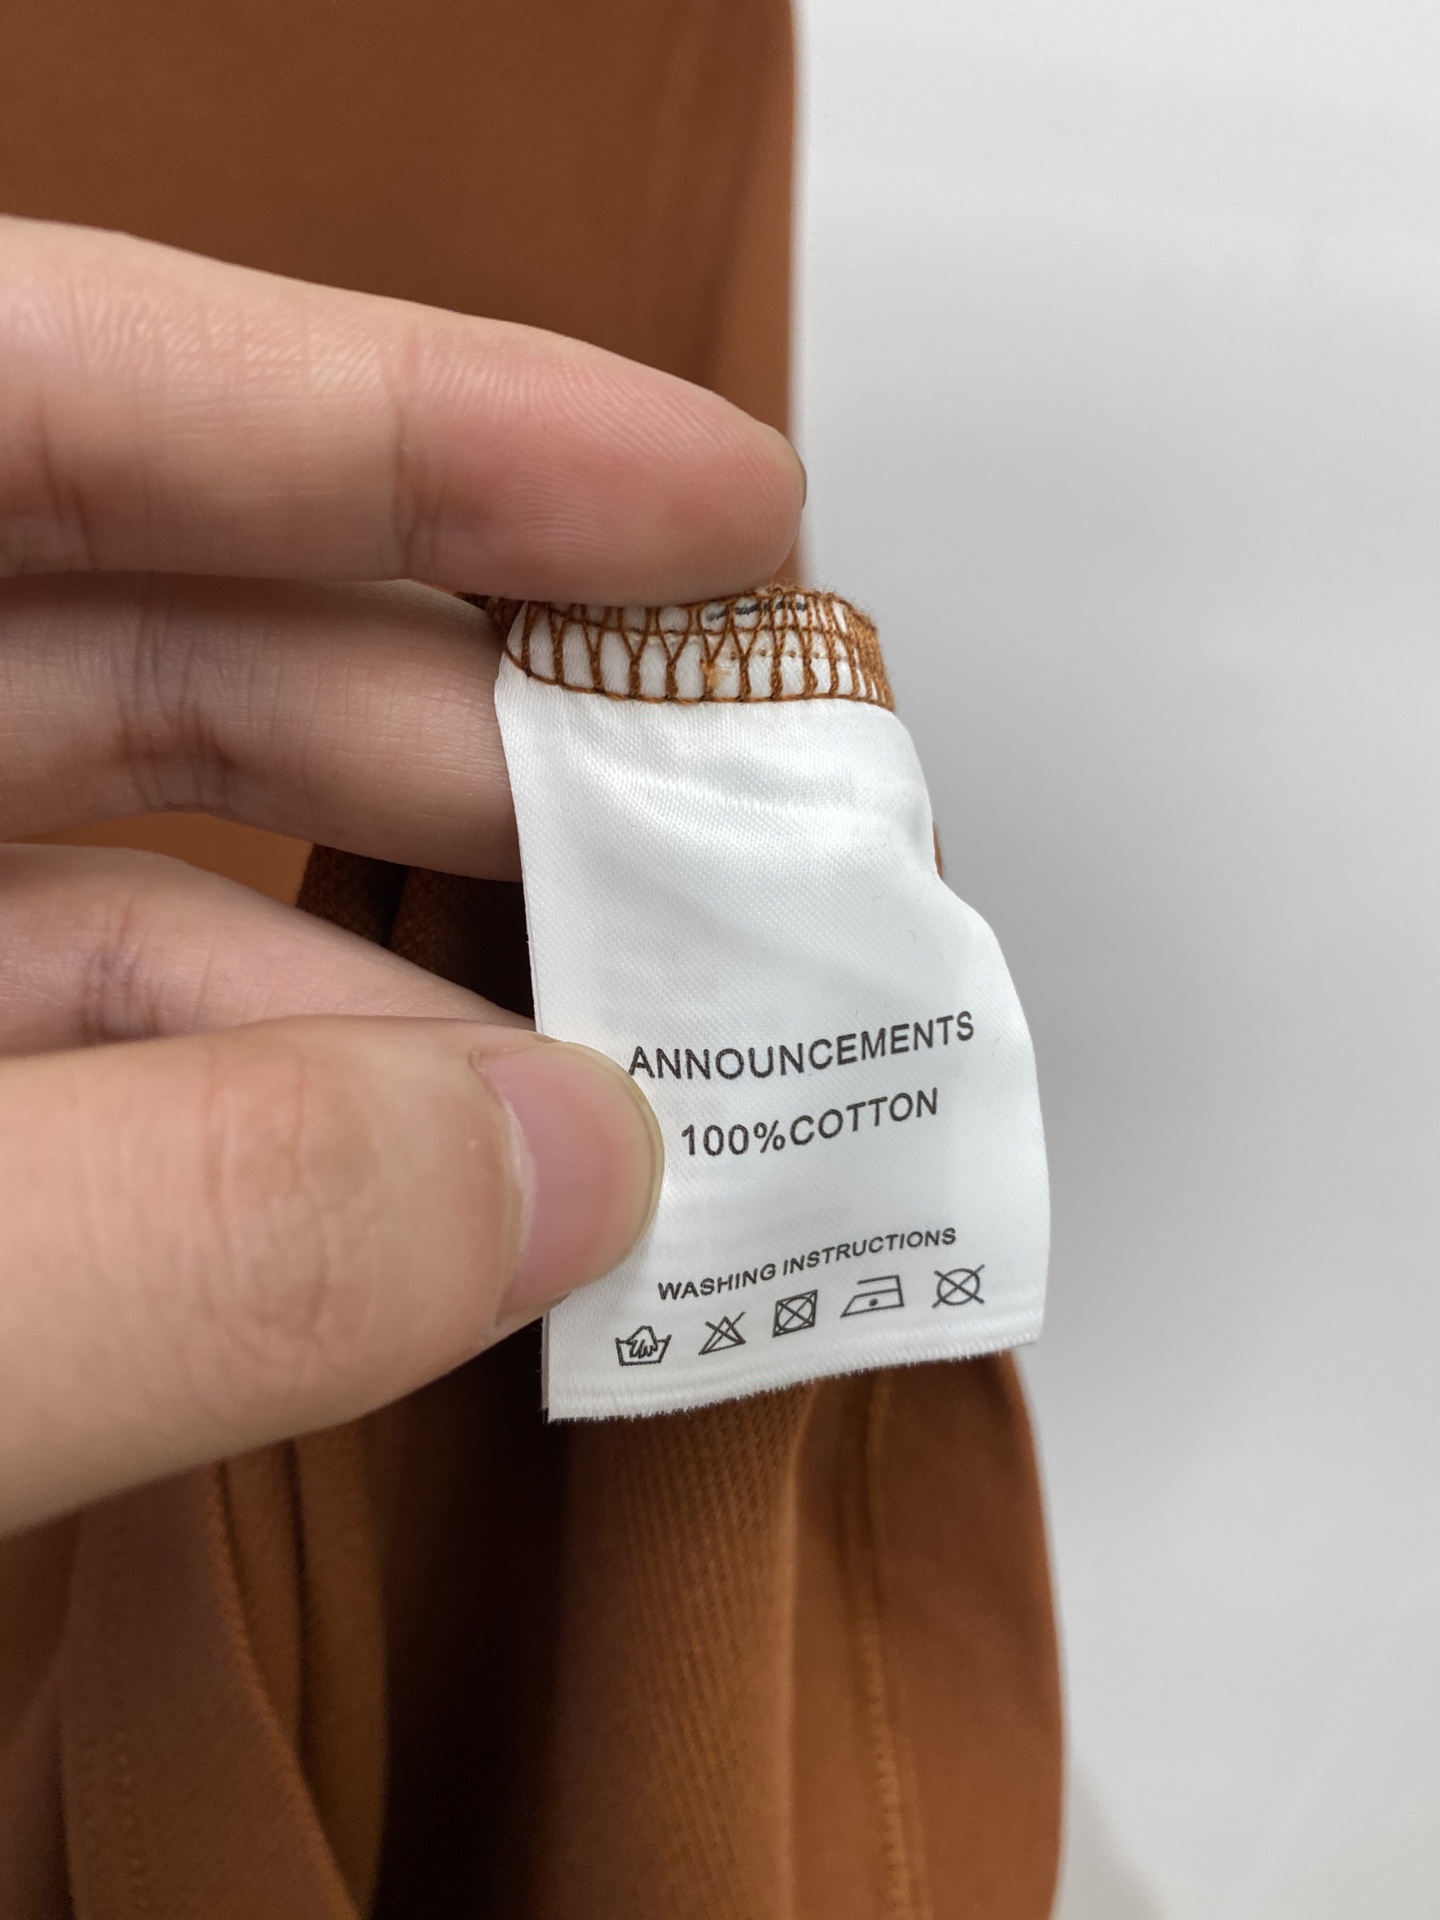 ANNOUNCEMENTS
100%COTTON
WASHING INSTRUCTIONS